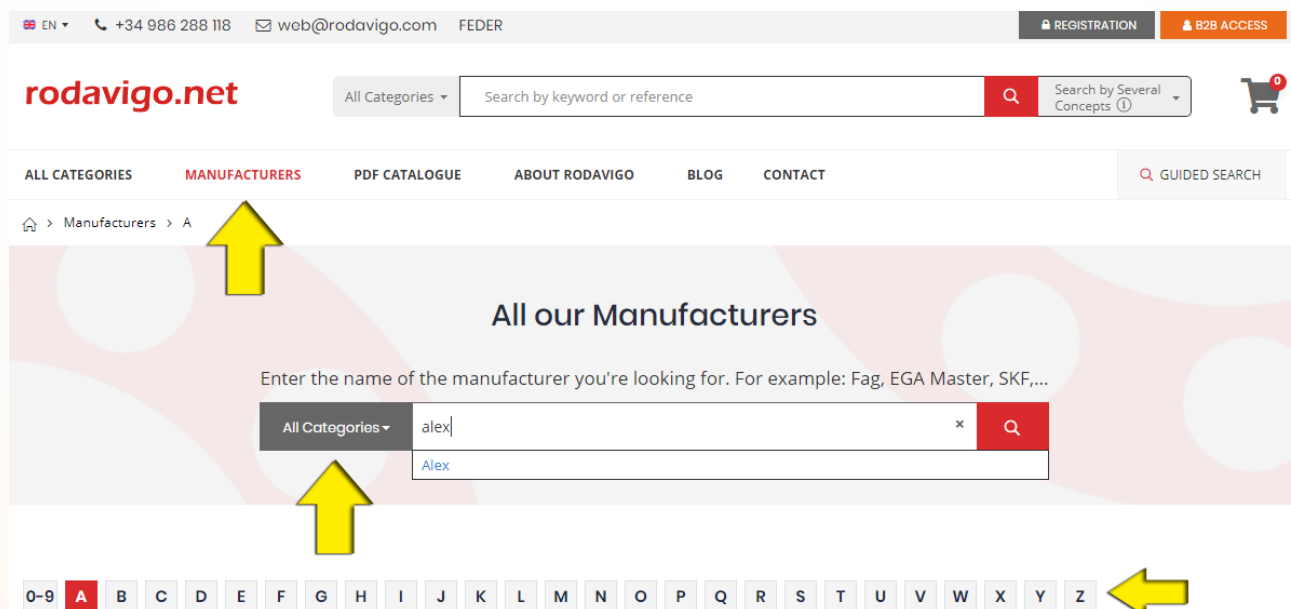 EN +34 986 288 118 web@rodavigo.com FEDER REGISTRATION B2B ACCESS
rodavigo.net All Categories Search by keyword or reference Search by Several Concepts 0
ALL CATEGORIES MANUFACTURERS PDF CATALOGUE ABOUT RODAVIGO BLOG CONTACT GUIDED SEARCH
> Manufacturers > A
All our Manufacturers
Enter the name of the manufacturer you're looking for. For example: Fag, EGA Master, SKF,...
All Categories alex ×
Alex
0-9 A B C D E F G H I J K L M N O P Q R S T U V W X Y Z